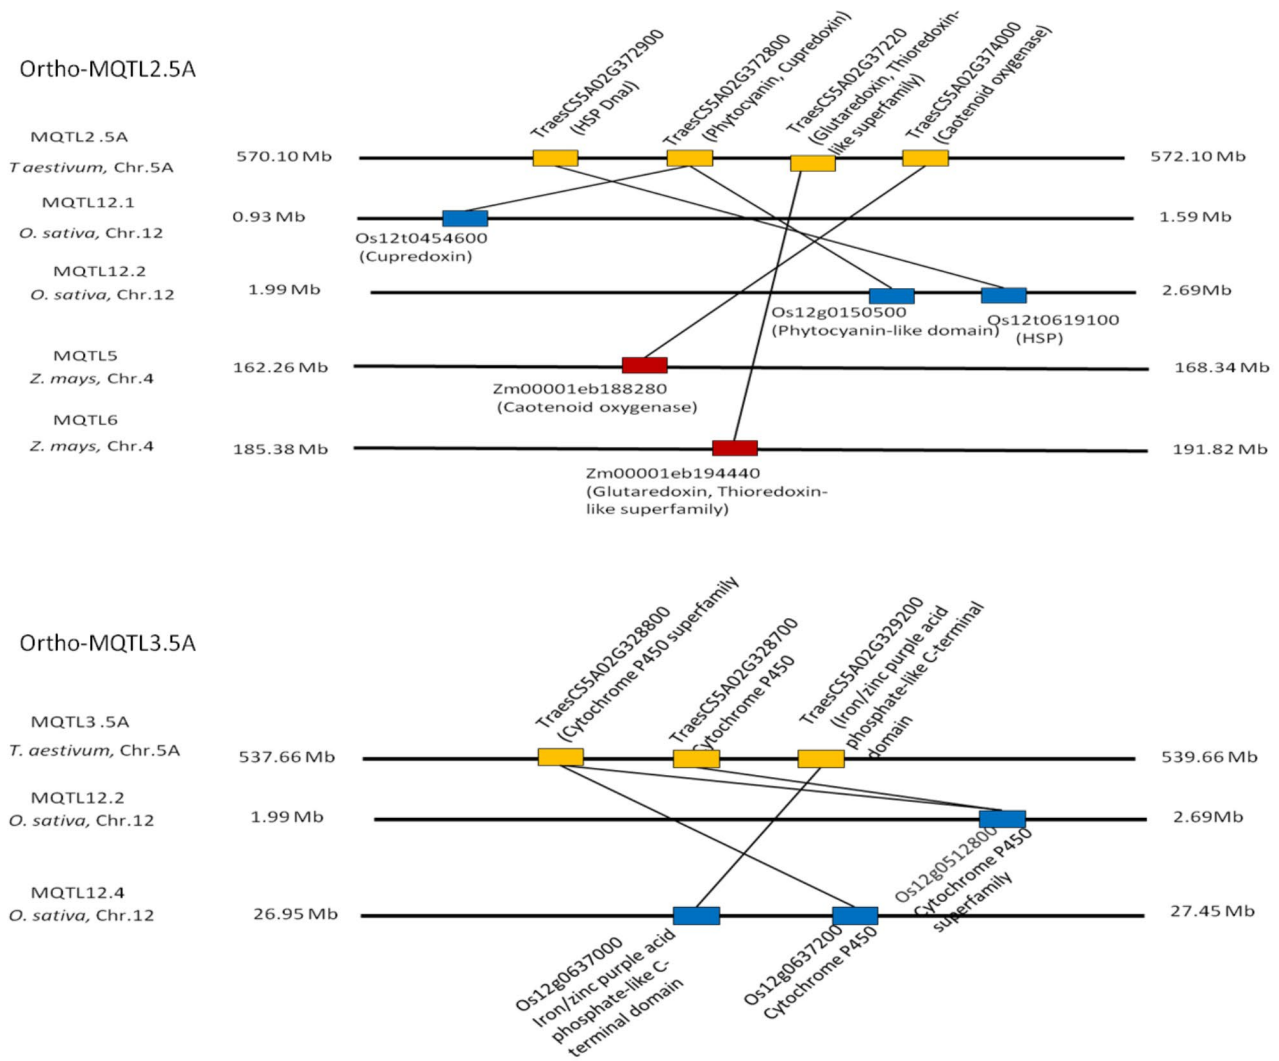 Ortho-MQTL2.5A
TraesCS5A02G372900
(HSP DnaJ)
TraesCS5A02G372800
(Phytocyanin, Cupredoxin)
TraesCS5A02G37220
(Glutaredoxin, Thioredoxin-
like superfamily)
TraesCS5A02G374000
(Caotenoid oxygenase)
MQTL2.5A
T aestivum, Chr.5A
570.10 Mb
572.10 Mb
MQTL12.1
O. sativa, Chr.12
0.93 Mb
1.59 Mb
Os12t0454600
(Cupredoxin)
MQTL12.2
O. sativa, Chr.12
1.99 Mb
2.69Mb
Os12g0150500
(Phytocyanin-like domain)
Os12t0619100
(HSP)
MQTL5
Z. mays, Chr.4
162.26 Mb
168.34 Mb
Zm00001eb188280
(Caotenoid oxygenase)
MQTL6
Z. mays, Chr.4
185.38 Mb
191.82 Mb
Zm00001eb194440
(Glutaredoxin, Thioredoxin-
like superfamily)
Ortho-MQTL3.5A
TraesCS5A02G328800
(Cytochrome P450 superfamily
TraesCS5A02G328700
Cytochrome P450
TraesCS5A02G329200
(Iron/zinc purple acid
phosphate-like C-terminal
domain
MQTL3.5A
T. aestivum, Chr.5A
537.66 Mb
539.66 Mb
MQTL12.2
O. sativa, Chr.12
1.99 Mb
2.69Mb
Os12g0512800
Cytochrome P450
superfamily
MQTL12.4
O. sativa, Chr.12
26.95 Mb
27.45 Mb
Os12g0637000
Iron/zinc purple acid
phosphate-like C-
terminal domain
Os12g0637200
Cytochrome P450